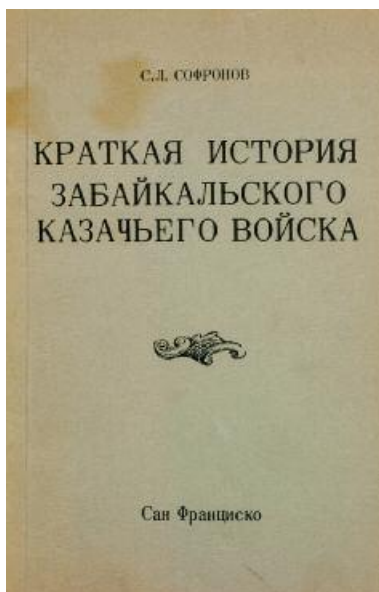 С.Л. СОФРОНОВ
КРАТКАЯ ИСТОРИЯ
ЗАБАЙКАЛЬСКОГО
КАЗАЧЬЕГО ВОЙСКА
Сан Франциско